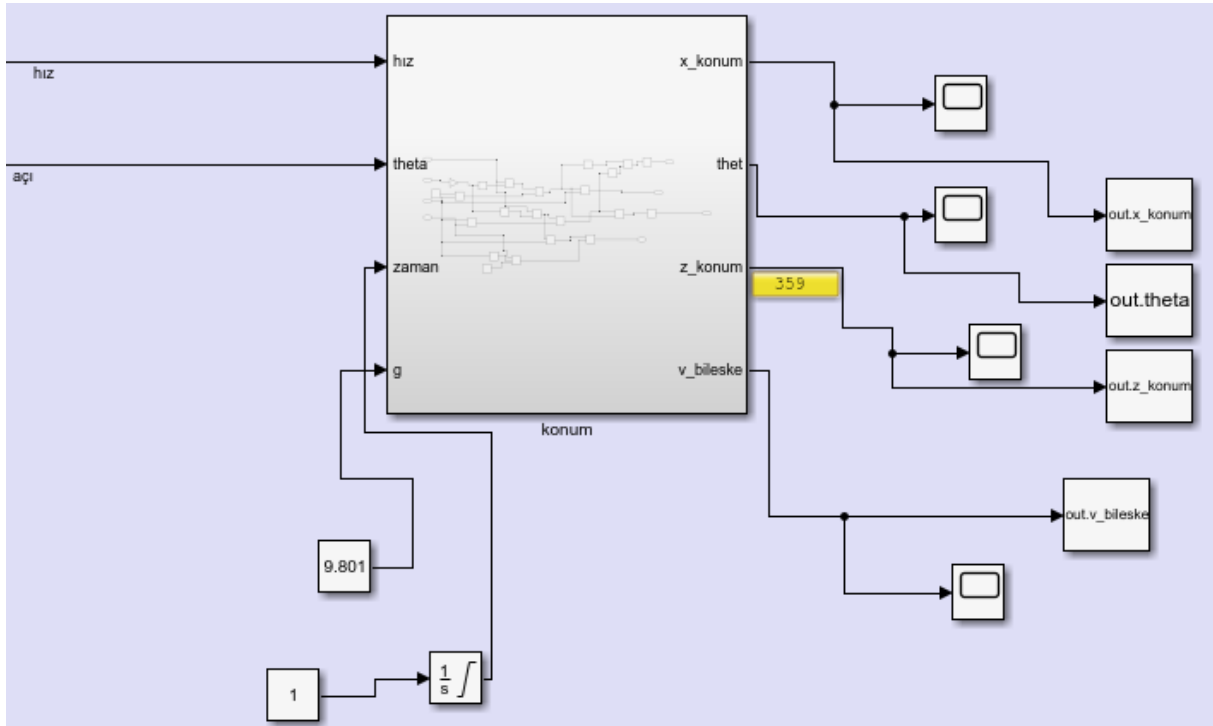 hız
açı
hız
theta
zaman
g
x_konum
thet
z_konum
v_bileske
359
konum
out.x_konum
out.theta
out.z_konum
out.v_bileske
9.801
1
1
s